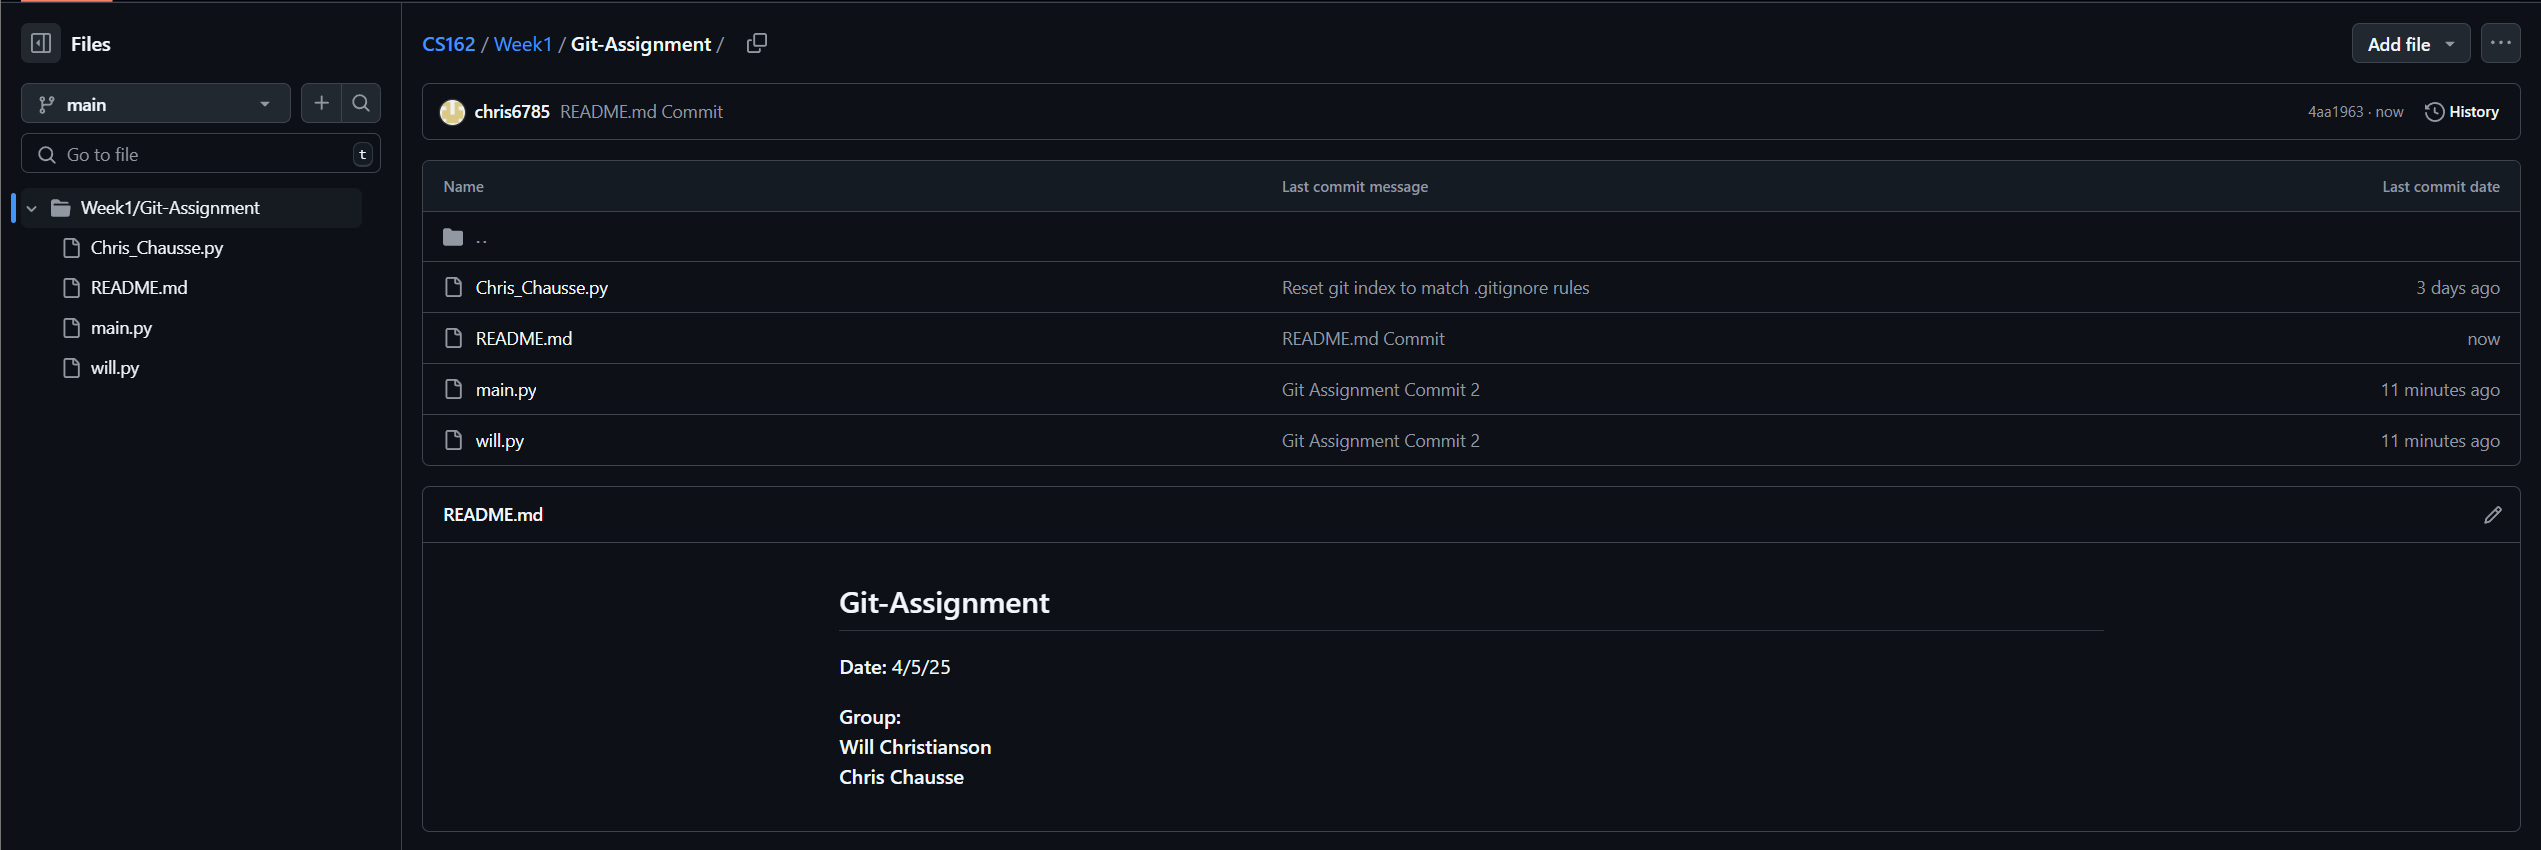 Files
main
Go to file t
Week1/Git-Assignment
Chris_Chausse.py
README.md
main.py
will.py
CS162 / Week1 / Git-Assignment /
Add file
chris6785 README.md Commit 4aa1963 · now History
Name Last commit message Last commit date
..
Chris_Chausse.py Reset git index to match .gitignore rules 3 days ago
README.md README.md Commit now
main.py Git Assignment Commit 2 11 minutes ago
will.py Git Assignment Commit 2 11 minutes ago
README.md
Git-Assignment
Date: 4/5/25
Group:
Will Christianson
Chris Chausse